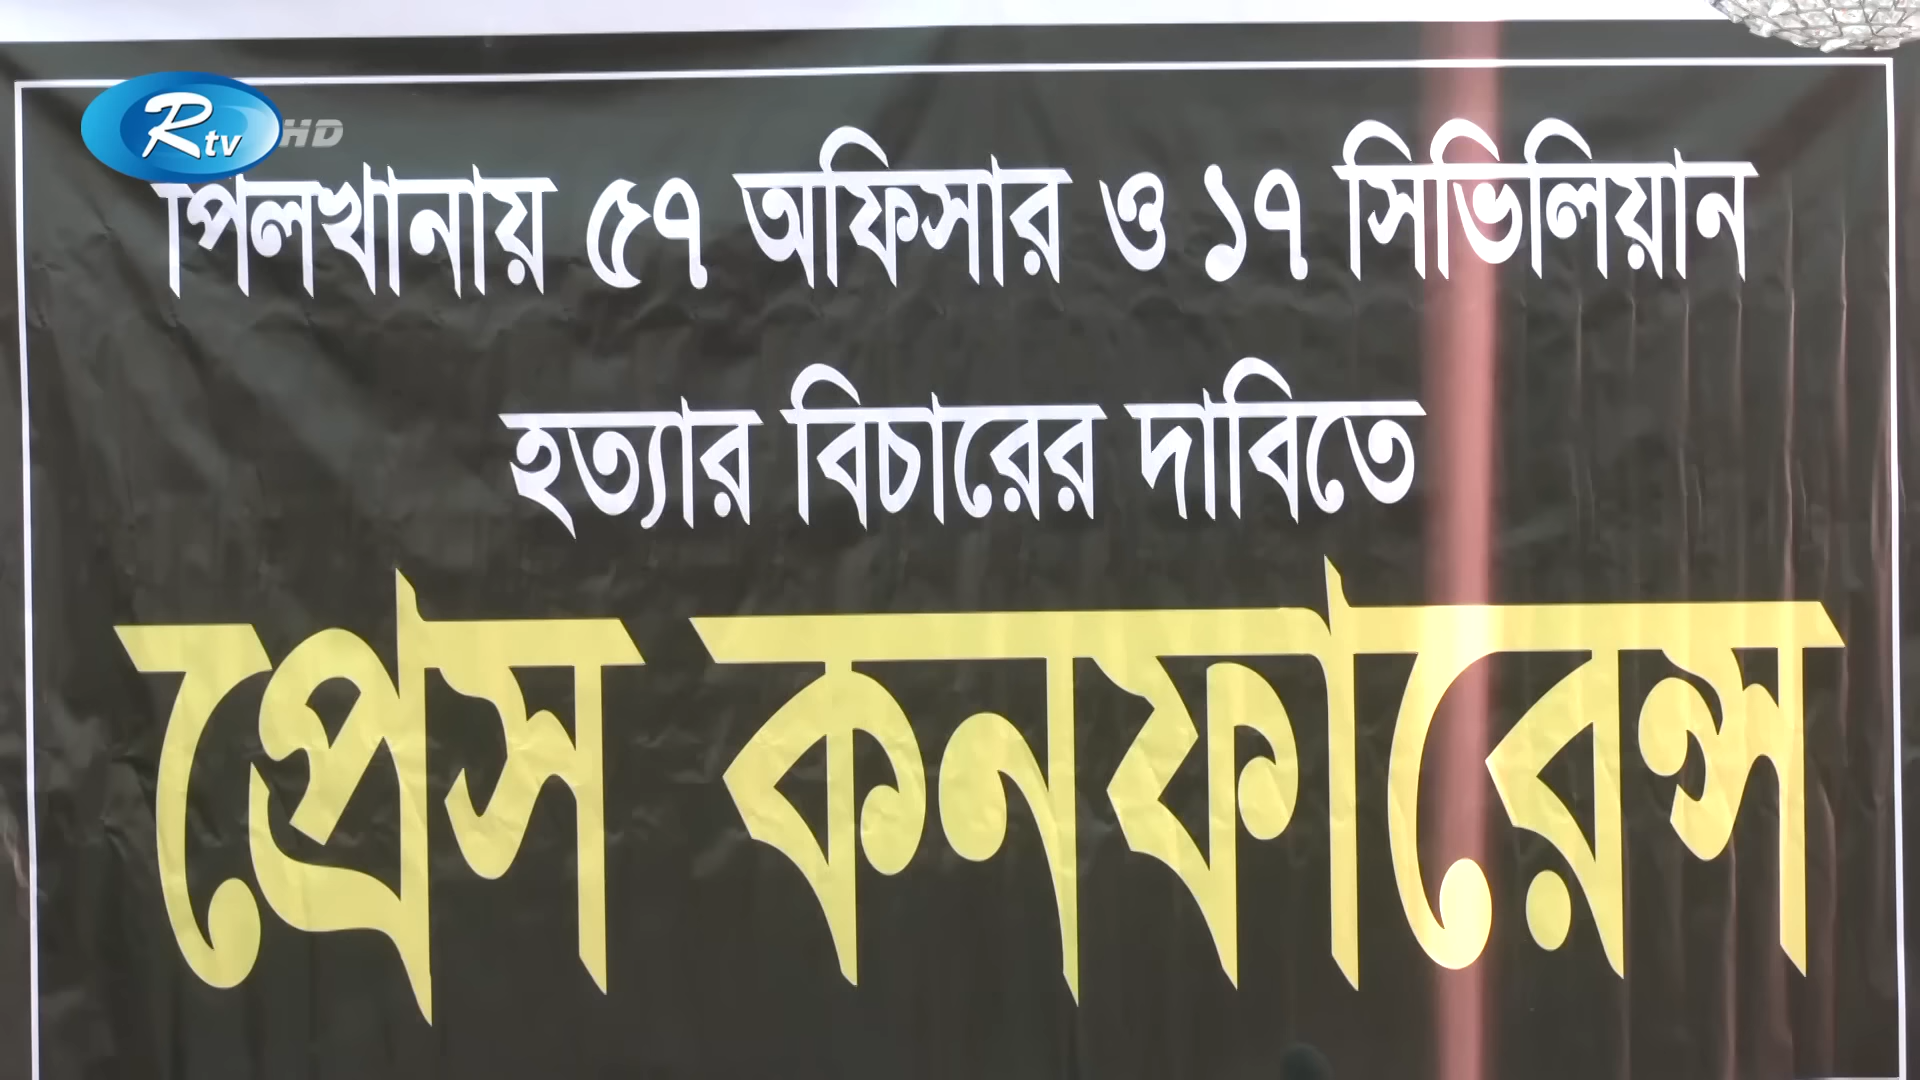 Rtv HD
পিলখানায় ৫৭ অফিসার ও ১৭ সিভিলিয়ান
হত্যার বিচারের দাবিতে
প্রেস কনফারেন্স